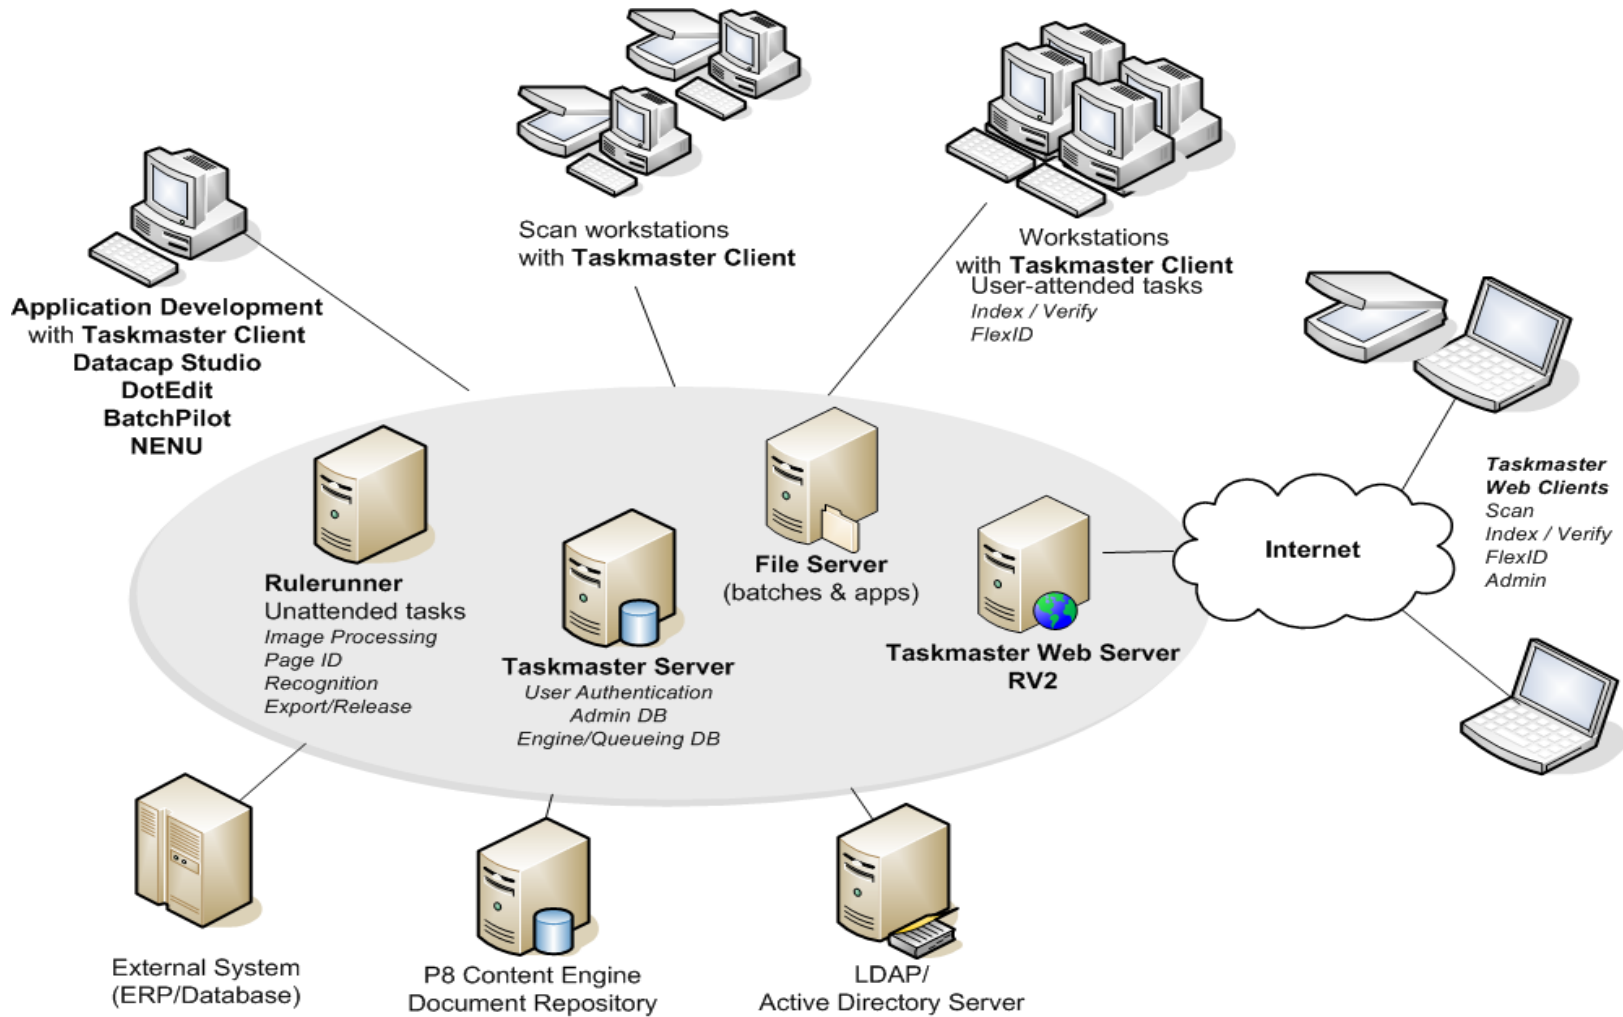 Scan workstations
with Taskmaster Client
Workstations
with Taskmaster Client
User-attended tasks
Index / Verify
FlexID
Application Development
with Taskmaster Client
Datacap Studio
DotEdit
BatchPilot
NENU
Taskmaster
Web Clients
Scan
Index / Verify
FlexID
Admin
Internet
Rulerunner
Unattended tasks
Image Processing
Page ID
Recognition
Export/Release
File Server
(batches & apps)
Taskmaster Server
User Authentication
Admin DB
Engine/Queueing DB
Taskmaster Web Server
RV2
External System
(ERP/Database)
P8 Content Engine
Document Repository
LDAP/
Active Directory Server